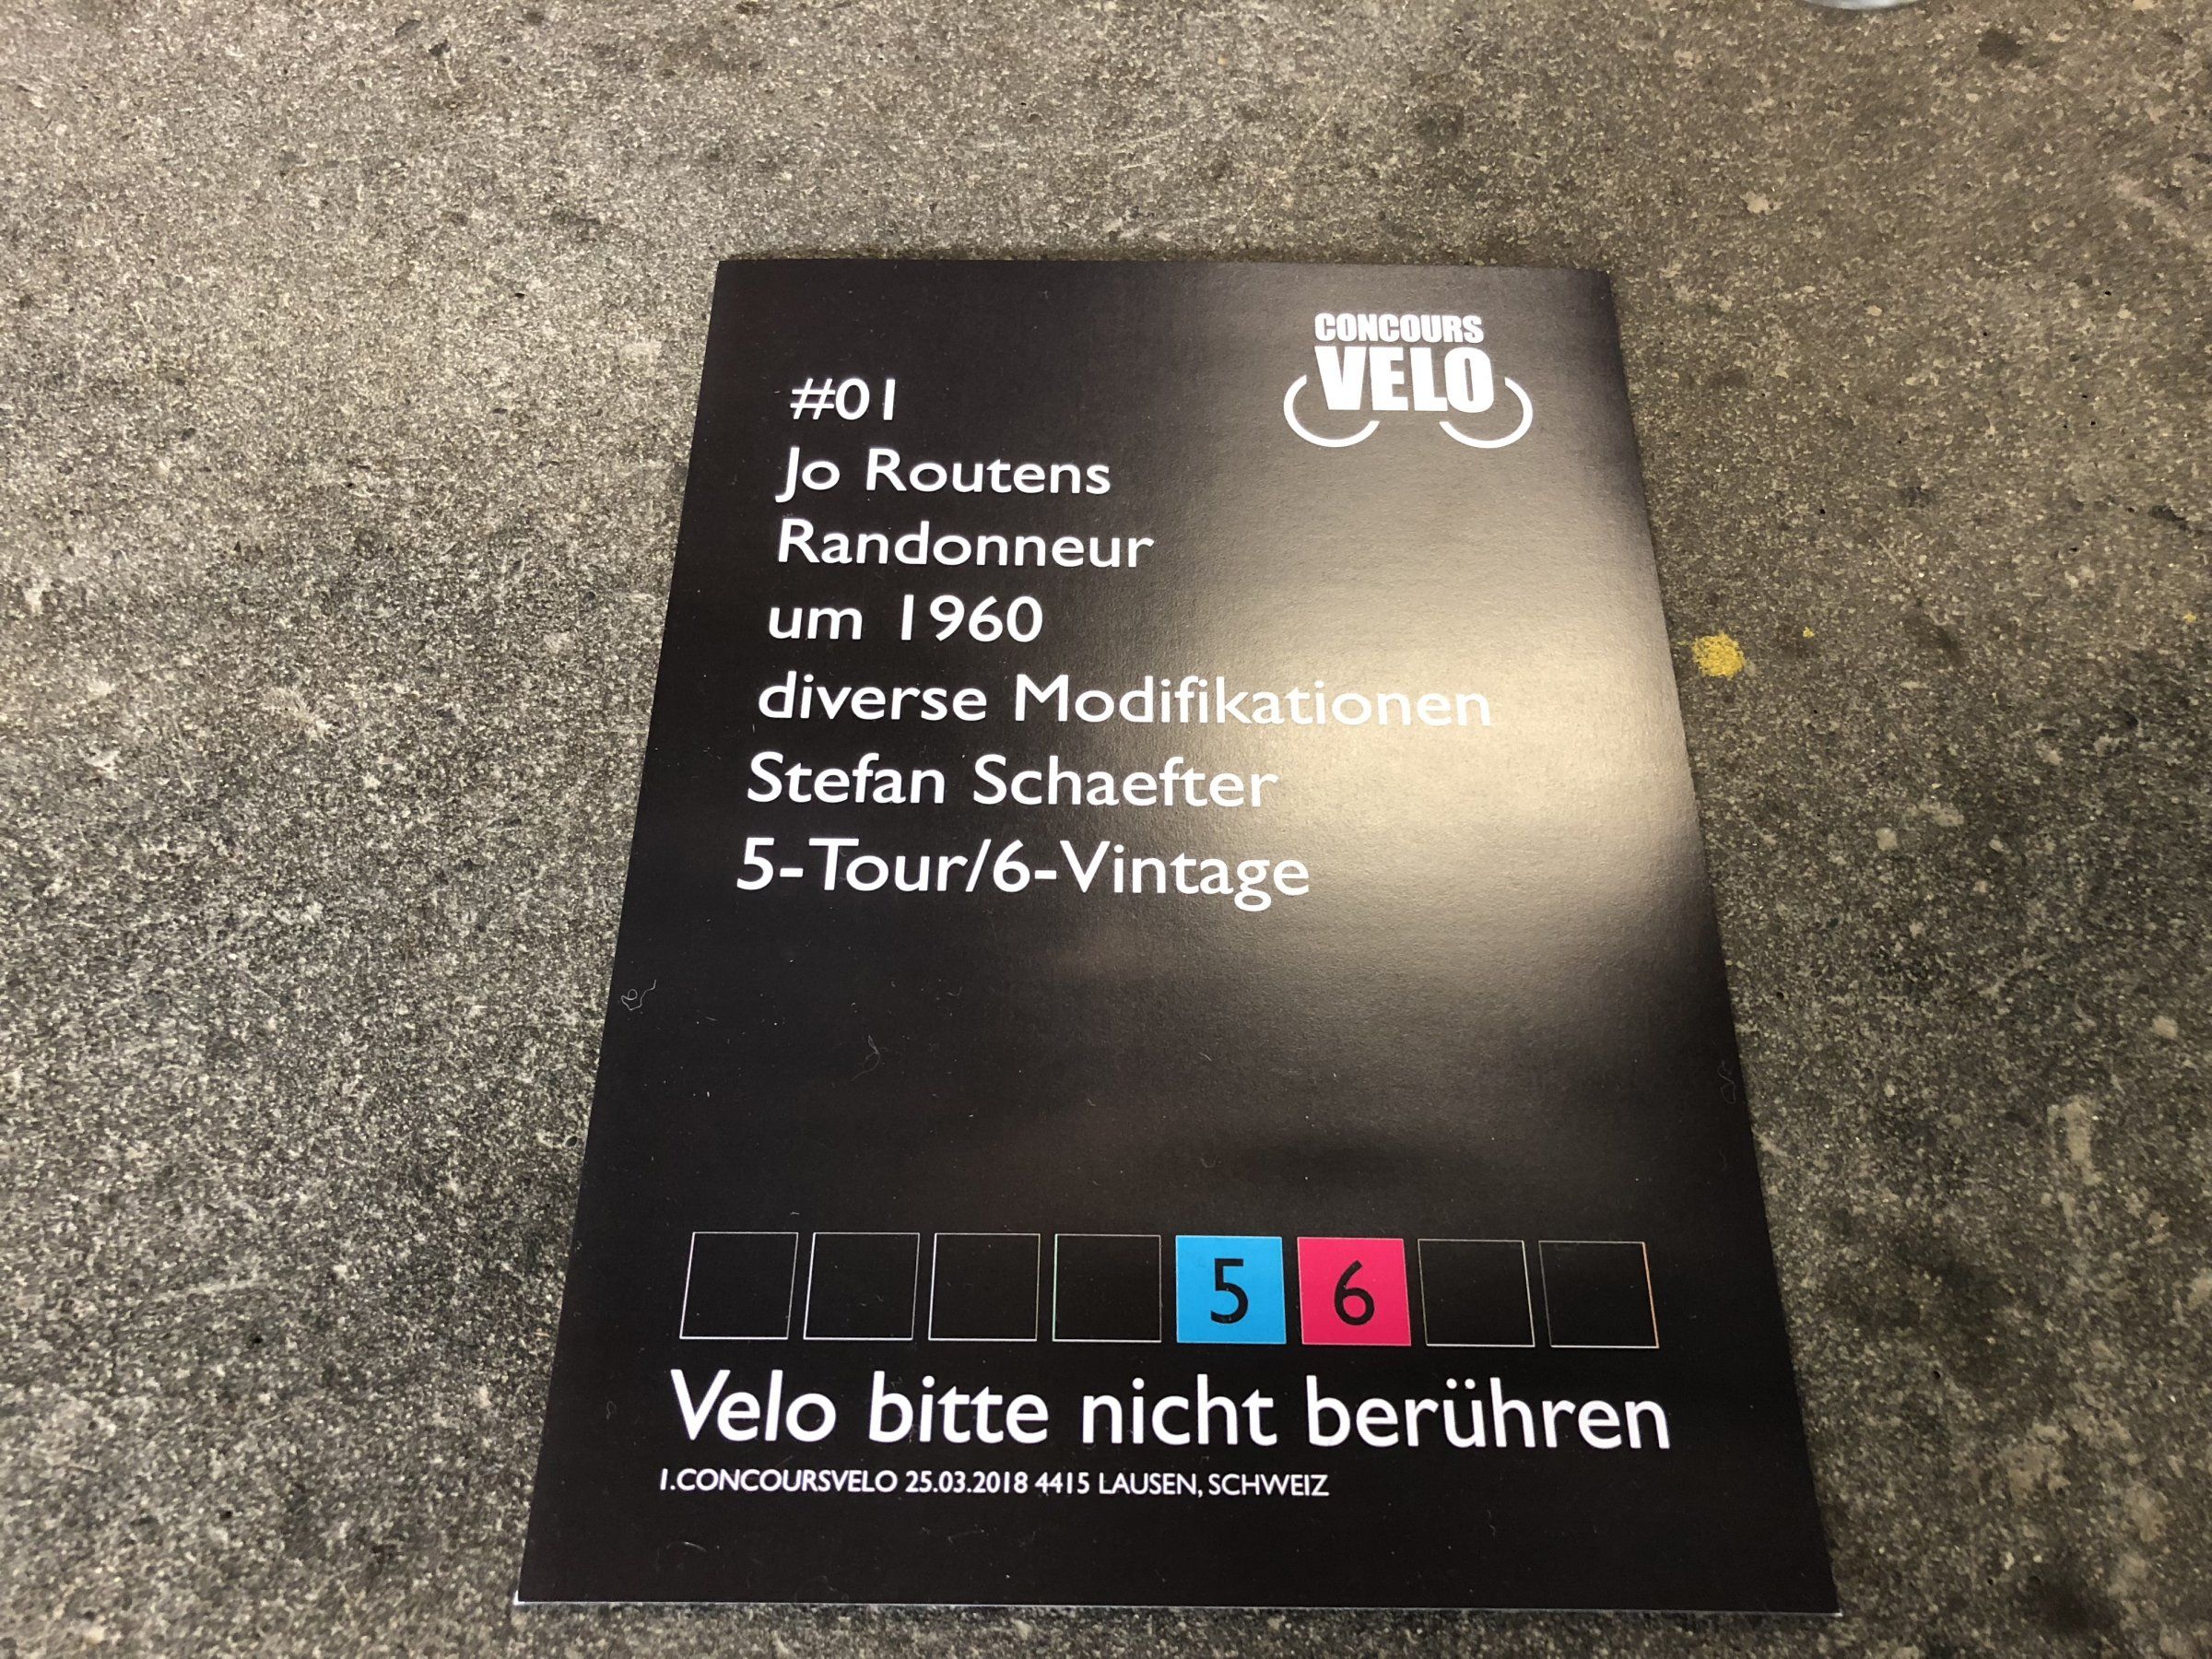 CONCOURS
VELO
#01
Jo Routens
Randonneur
um 1960
diverse Modifikationen
Stefan Schaefter
5-Tour/6-Vintage
5 6
Velo bitte nicht berühren
1.CONCOURSVELO 25.03.2018 4415 LAUSEN, SCHWEIZ